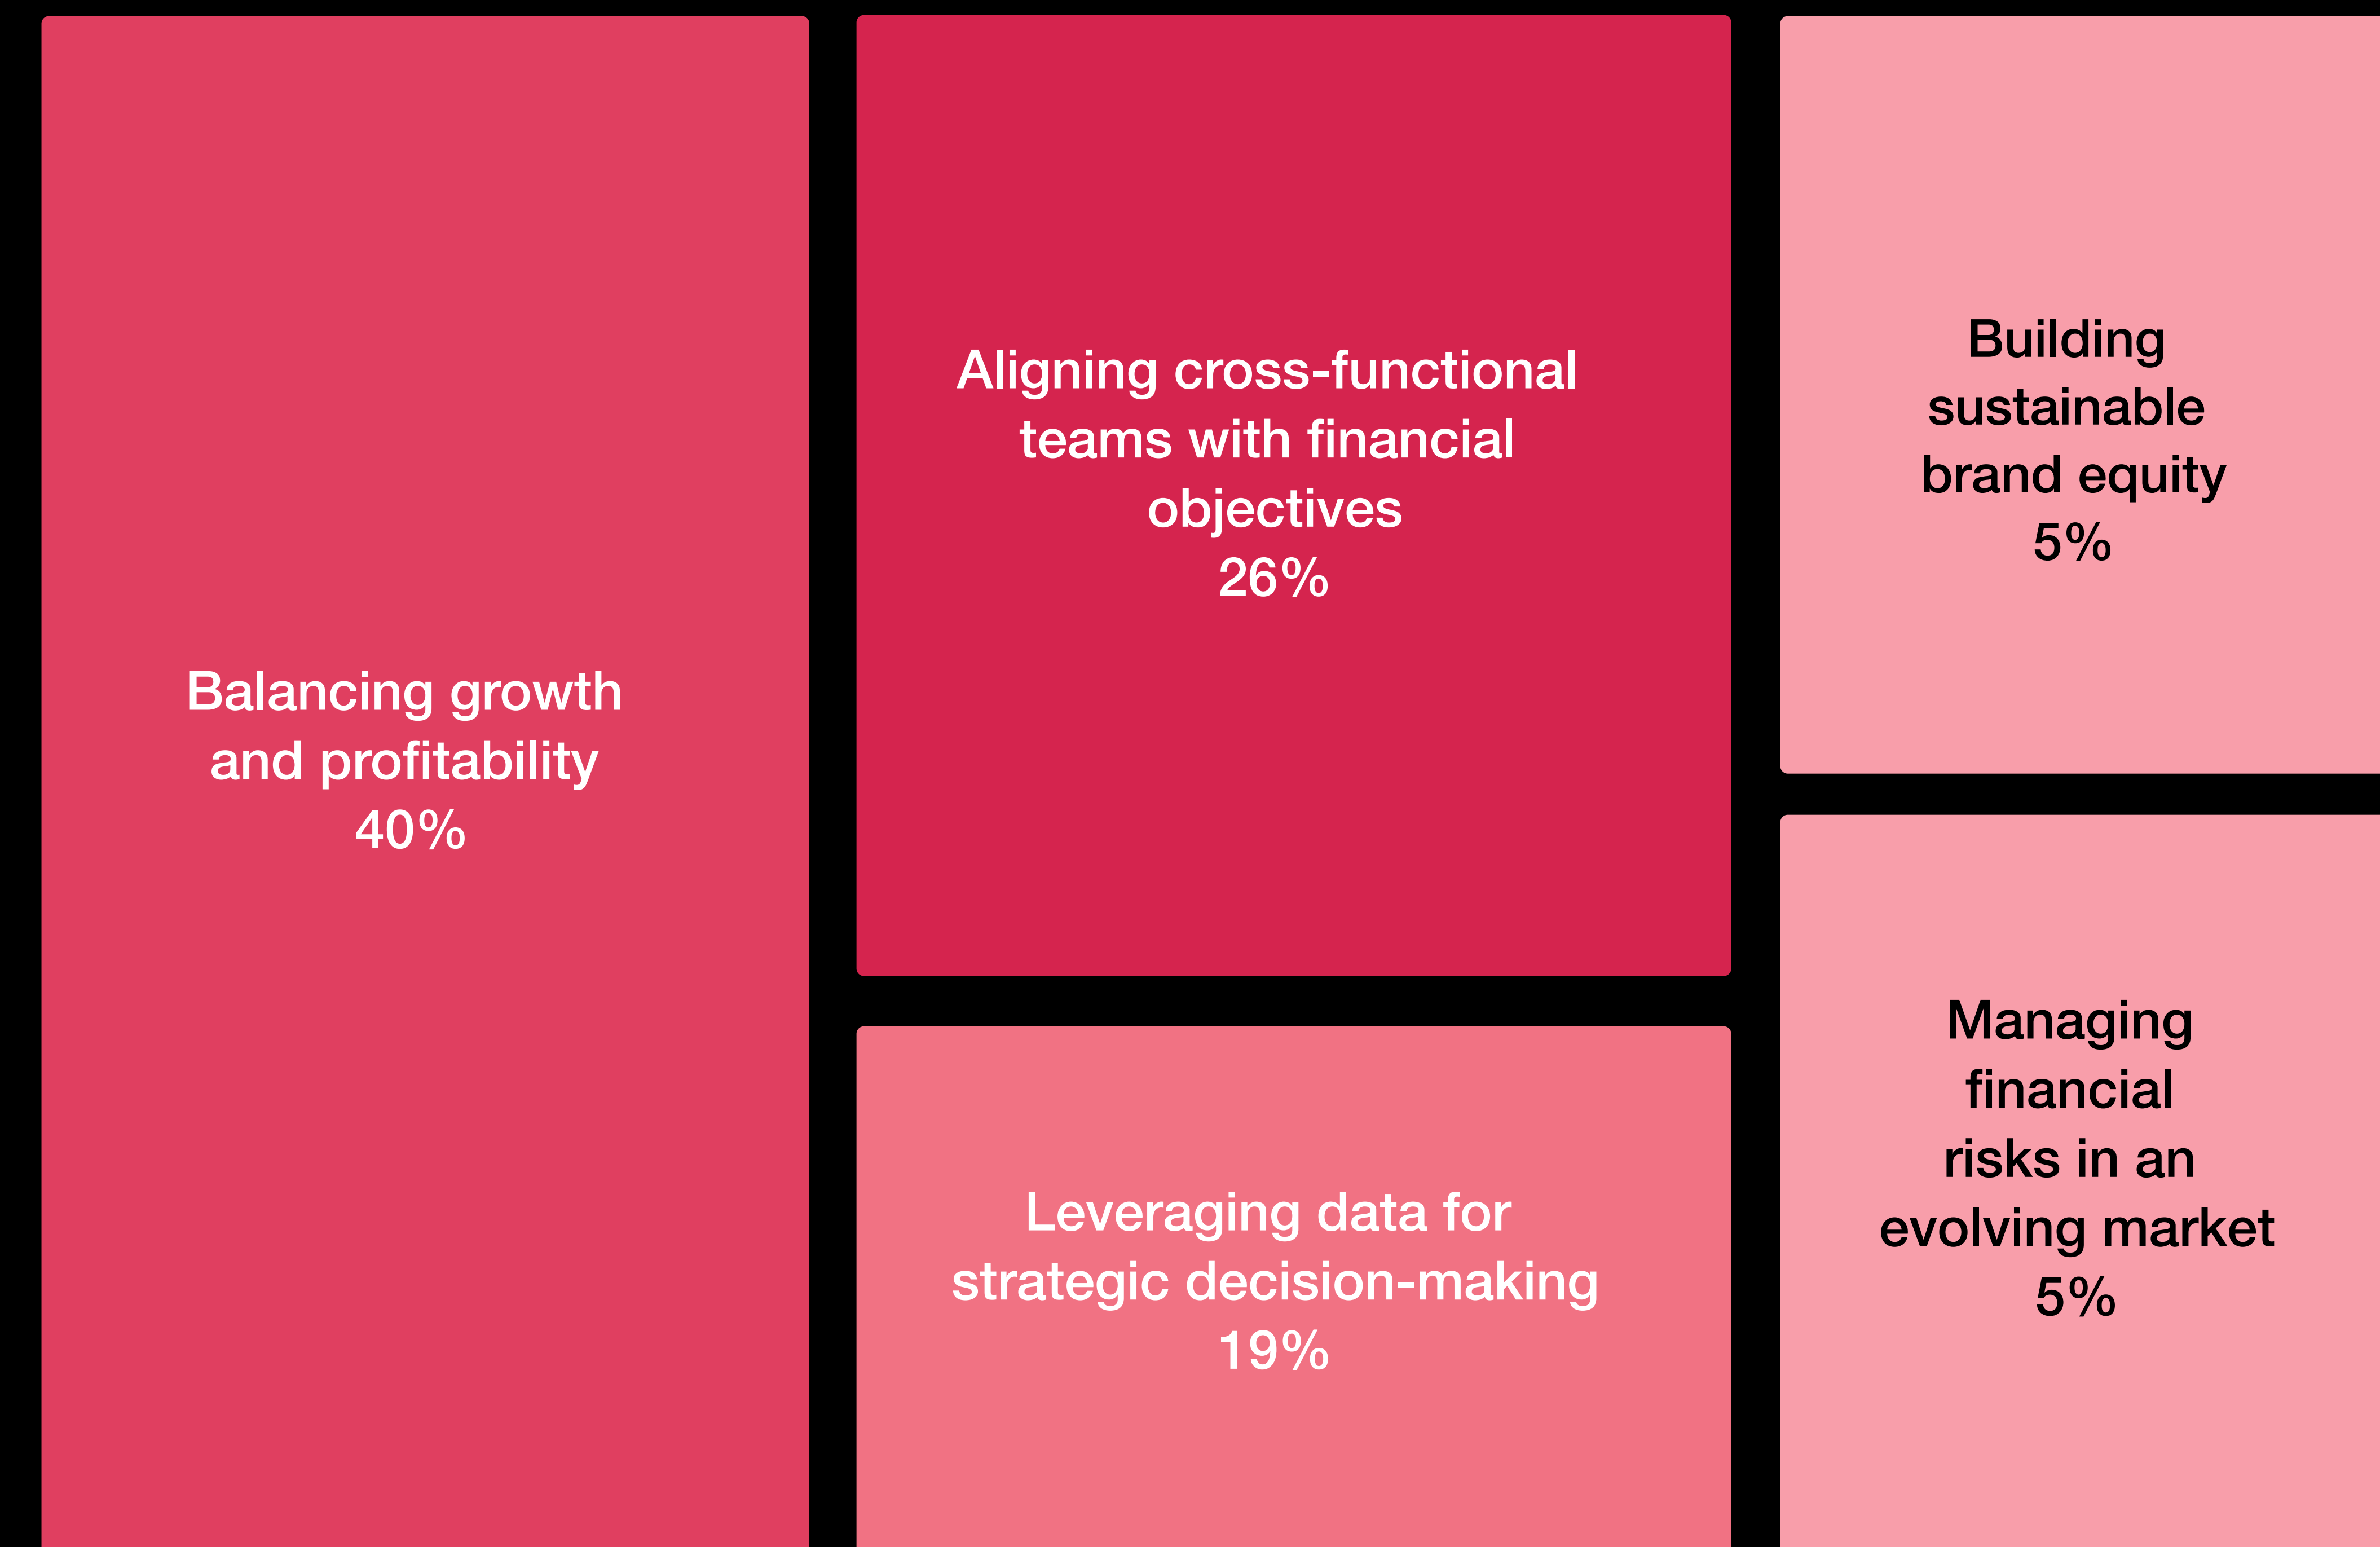 Balancing growth
and profitability
40%
Aligning cross-functional
teams with financial
objectives
26%
Leveraging data for
strategic decision-making
19%
Building
sustainable
brand equity
5%
Managing
financial
risks in an
evolving market
5%